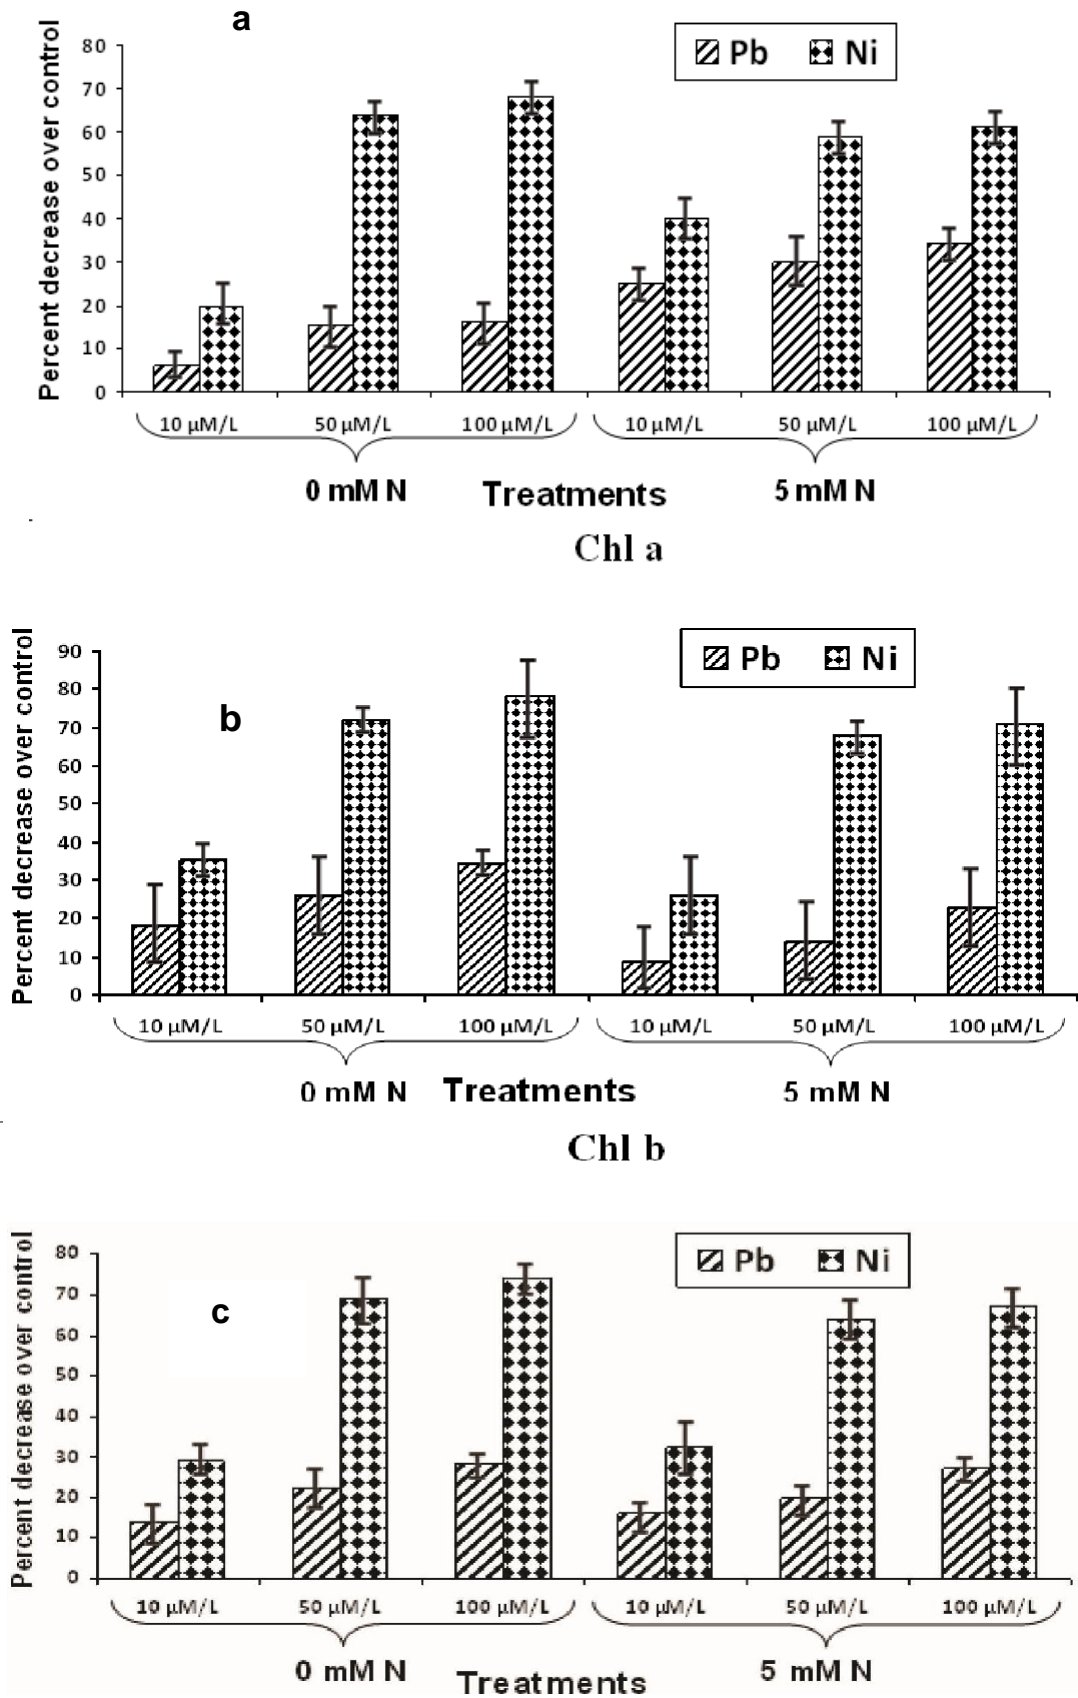 a
Pb Ni
Percent decrease over control
80
70
60
50
40
30
20
10
0
10 µM/L 50 µM/L 100 µM/L 10 µM/L 50 µM/L 100 µM/L
0 mM N Treatments 5 mM N
Chl a
Pb Ni
Percent decrease over control
b
90
80
70
60
50
40
30
20
10
0
10 µM/L 50 µM/L 100 µM/L 10 µM/L 50 µM/L 100 µM/L
0 mM N Treatments 5 mM N
Chl b
Pb Ni
Percent decrease over control
c
80
70
60
50
40
30
20
10
0
10 µM/L 50 µM/L 100 µM/L 10 µM/L 50 µM/L 100 µM/L
0 mM N Treatments 5 mM N